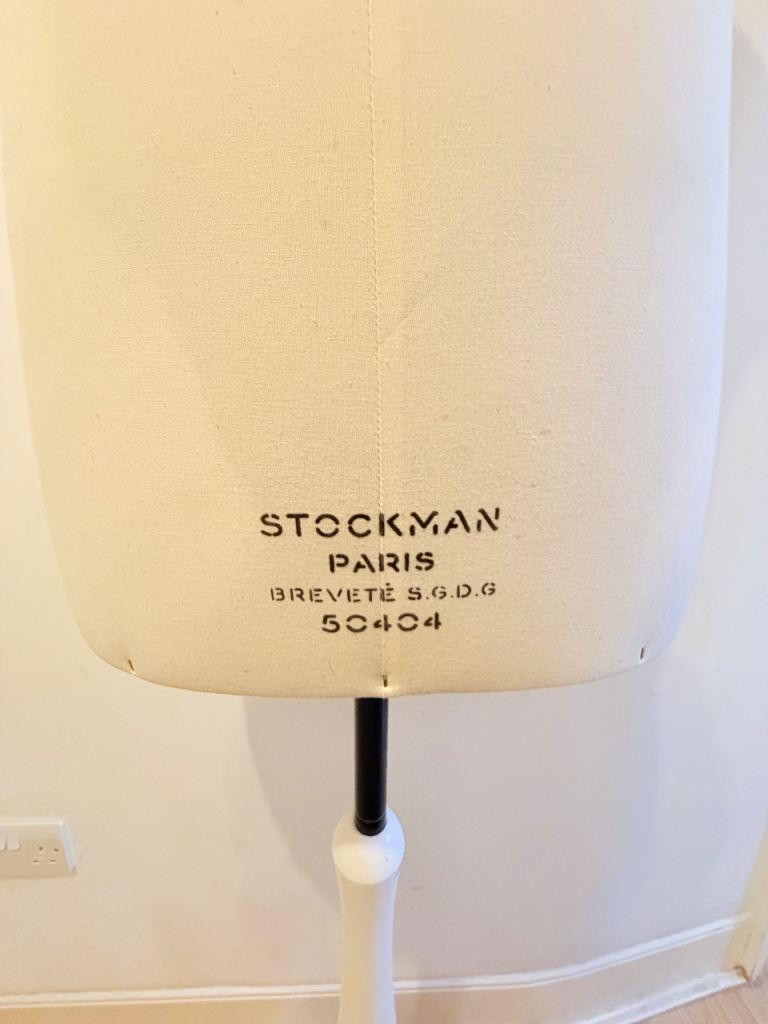 STOCKMAN
PARIS
BREVETÉ S.G.D.G
50404